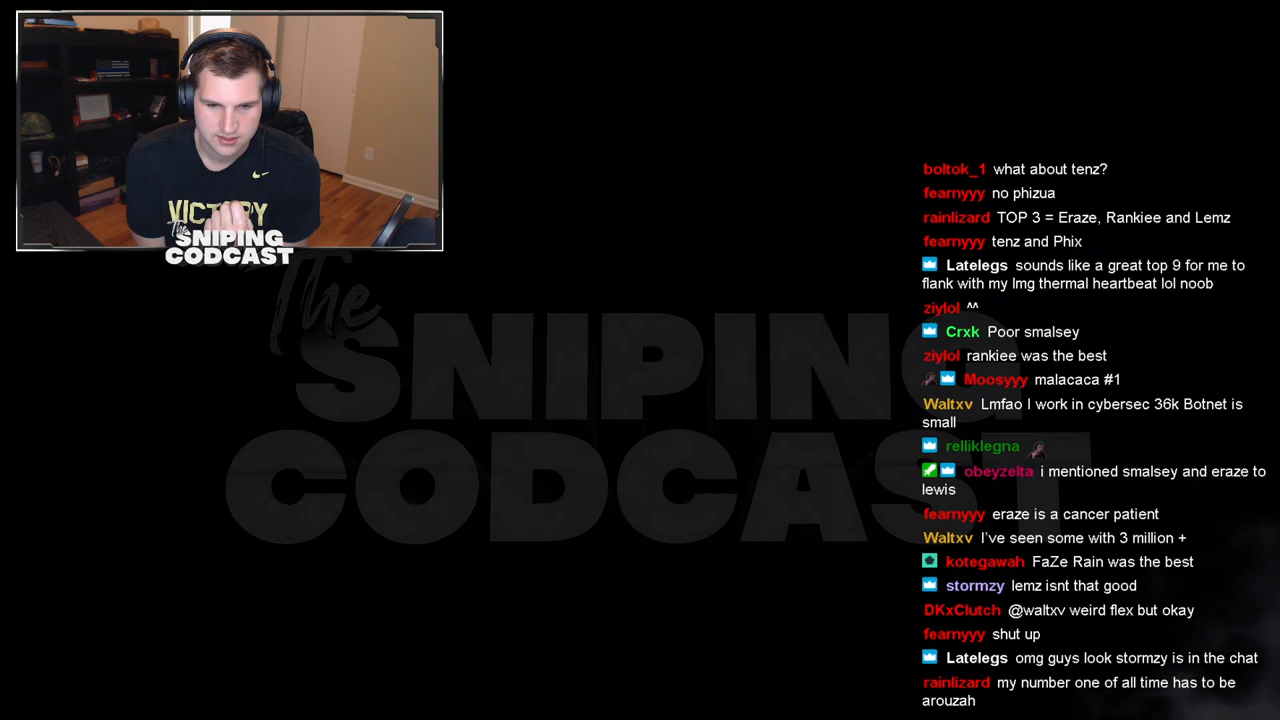 VICTORY
The
SNIPING
CODCAST
The
SNIPING
CODCAST
boltok_1 what about tenz?
fearnyyy no phizua
rainlizard TOP 3 = Eraze, Rankiee and Lemz
fearnyyy tenz and Phix
Latelegs sounds like a great top 9 for me to
flank with my lmg thermal heartbeat lol noob
ziylol ^^
Crxk Poor smalsey
ziylol rankiee was the best
Moosyyy malacaca #1
Waltxv Lmfao I work in cybersec 36k Botnet is
small
relliklegna
obeyzelta i mentioned smalsey and eraze to
lewis
fearnyyy eraze is a cancer patient
Waltxv I've seen some with 3 million +
kotegawah FaZe Rain was the best
stormzy lemz isnt that good
DKxClutch @waltxv weird flex but okay
fearnyyy shut up
Latelegs omg guys look stormzy is in the chat
rainlizard my number one of all time has to be
arouzah